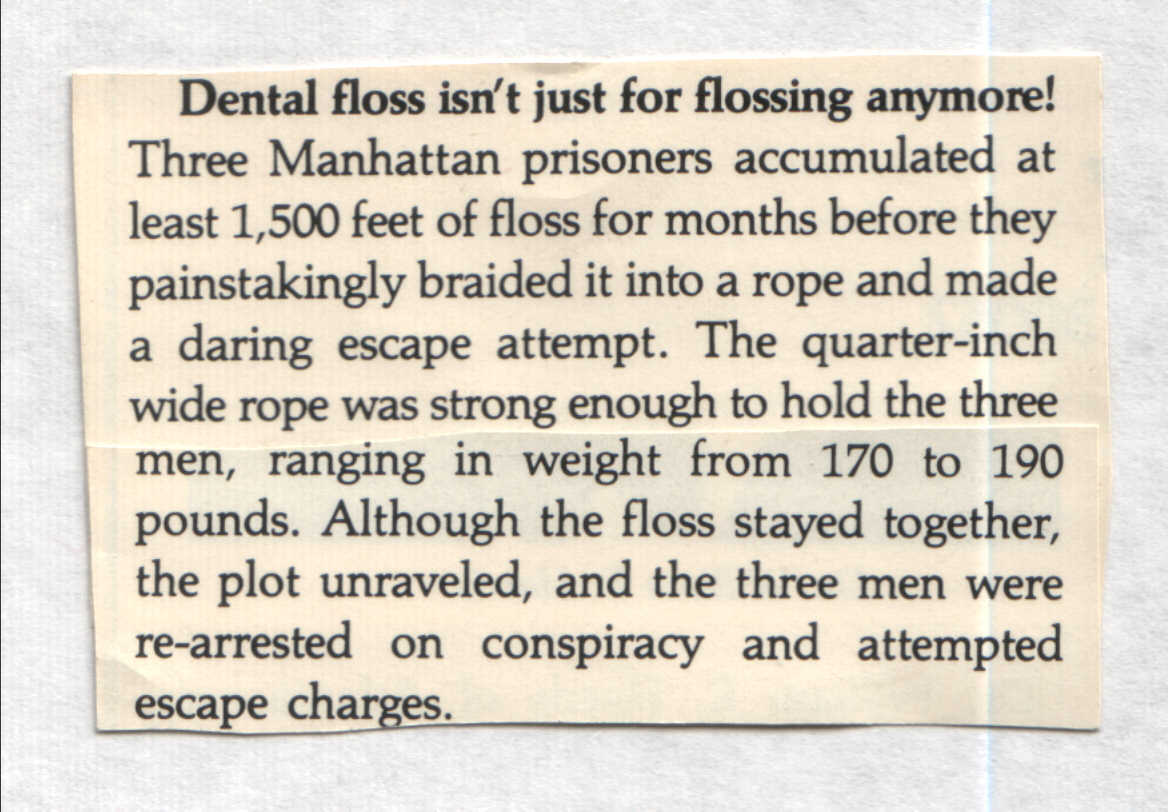 Dental floss isn't just for flossing anymore!
Three Manhattan prisoners accumulated at
least 1,500 feet of floss for months before they
painstakingly braided it into a rope and made
a daring escape attempt. The quarter-inch
wide rope was strong enough to hold the three
men, ranging in weight from 170 to 190
pounds. Although the floss stayed together,
the plot unraveled, and the three men were
re-arrested on conspiracy and attempted
escape charges.